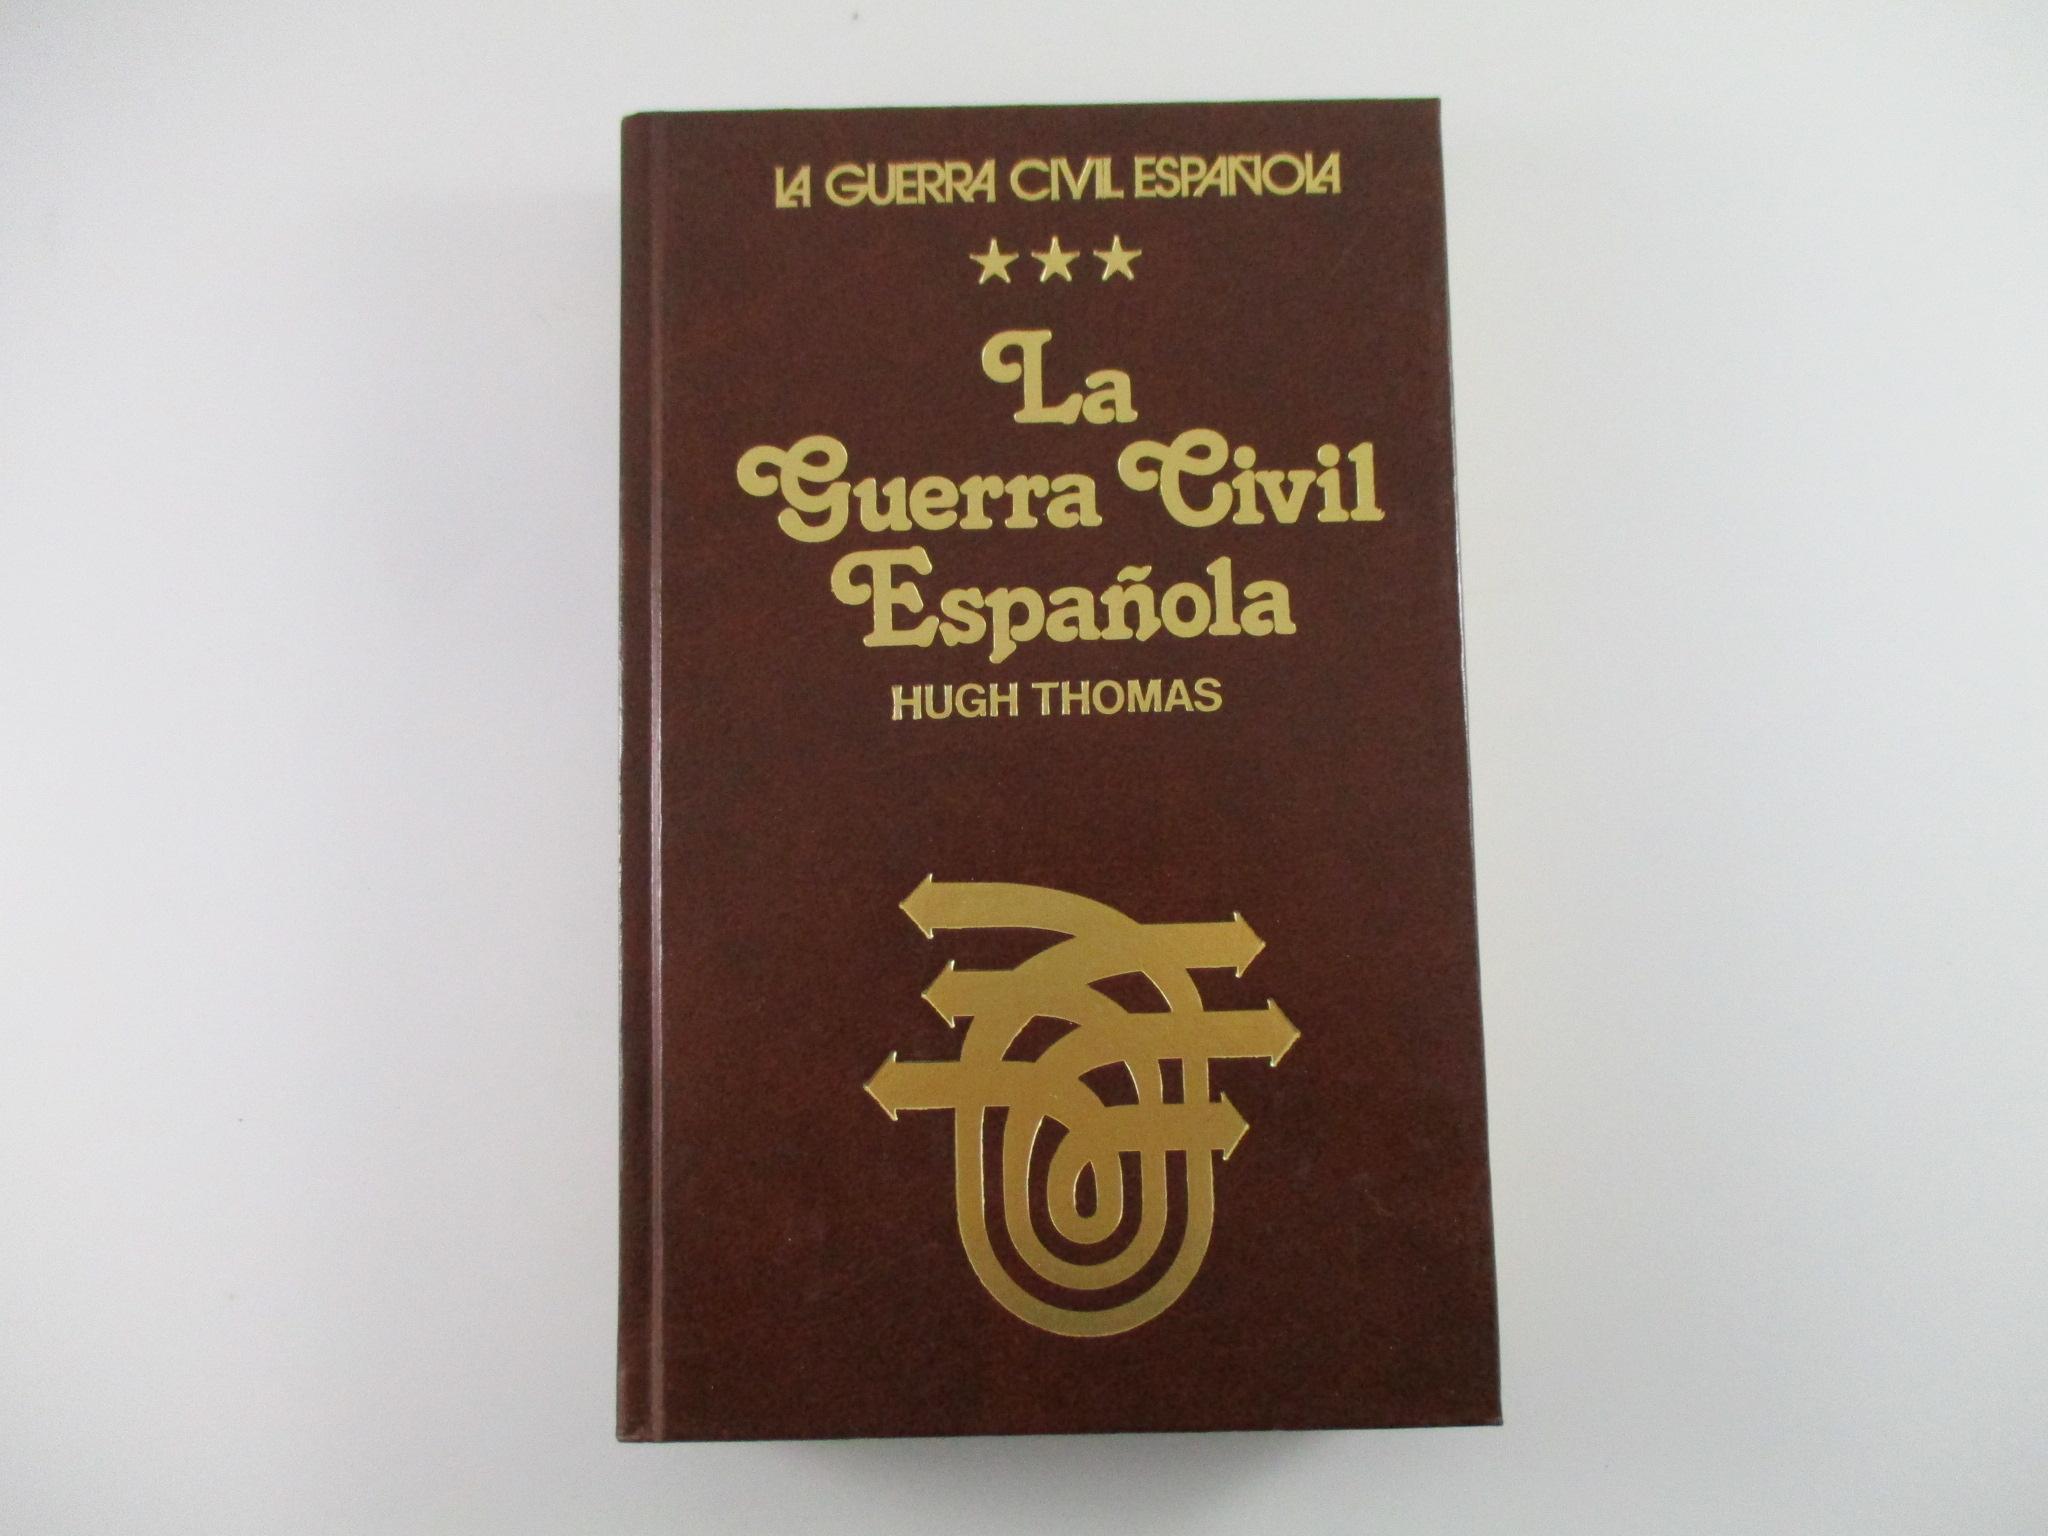 LA GUERRA CIVIL ESPAÑOLA
La
Guerra Civil
Española
HUGH THOMAS